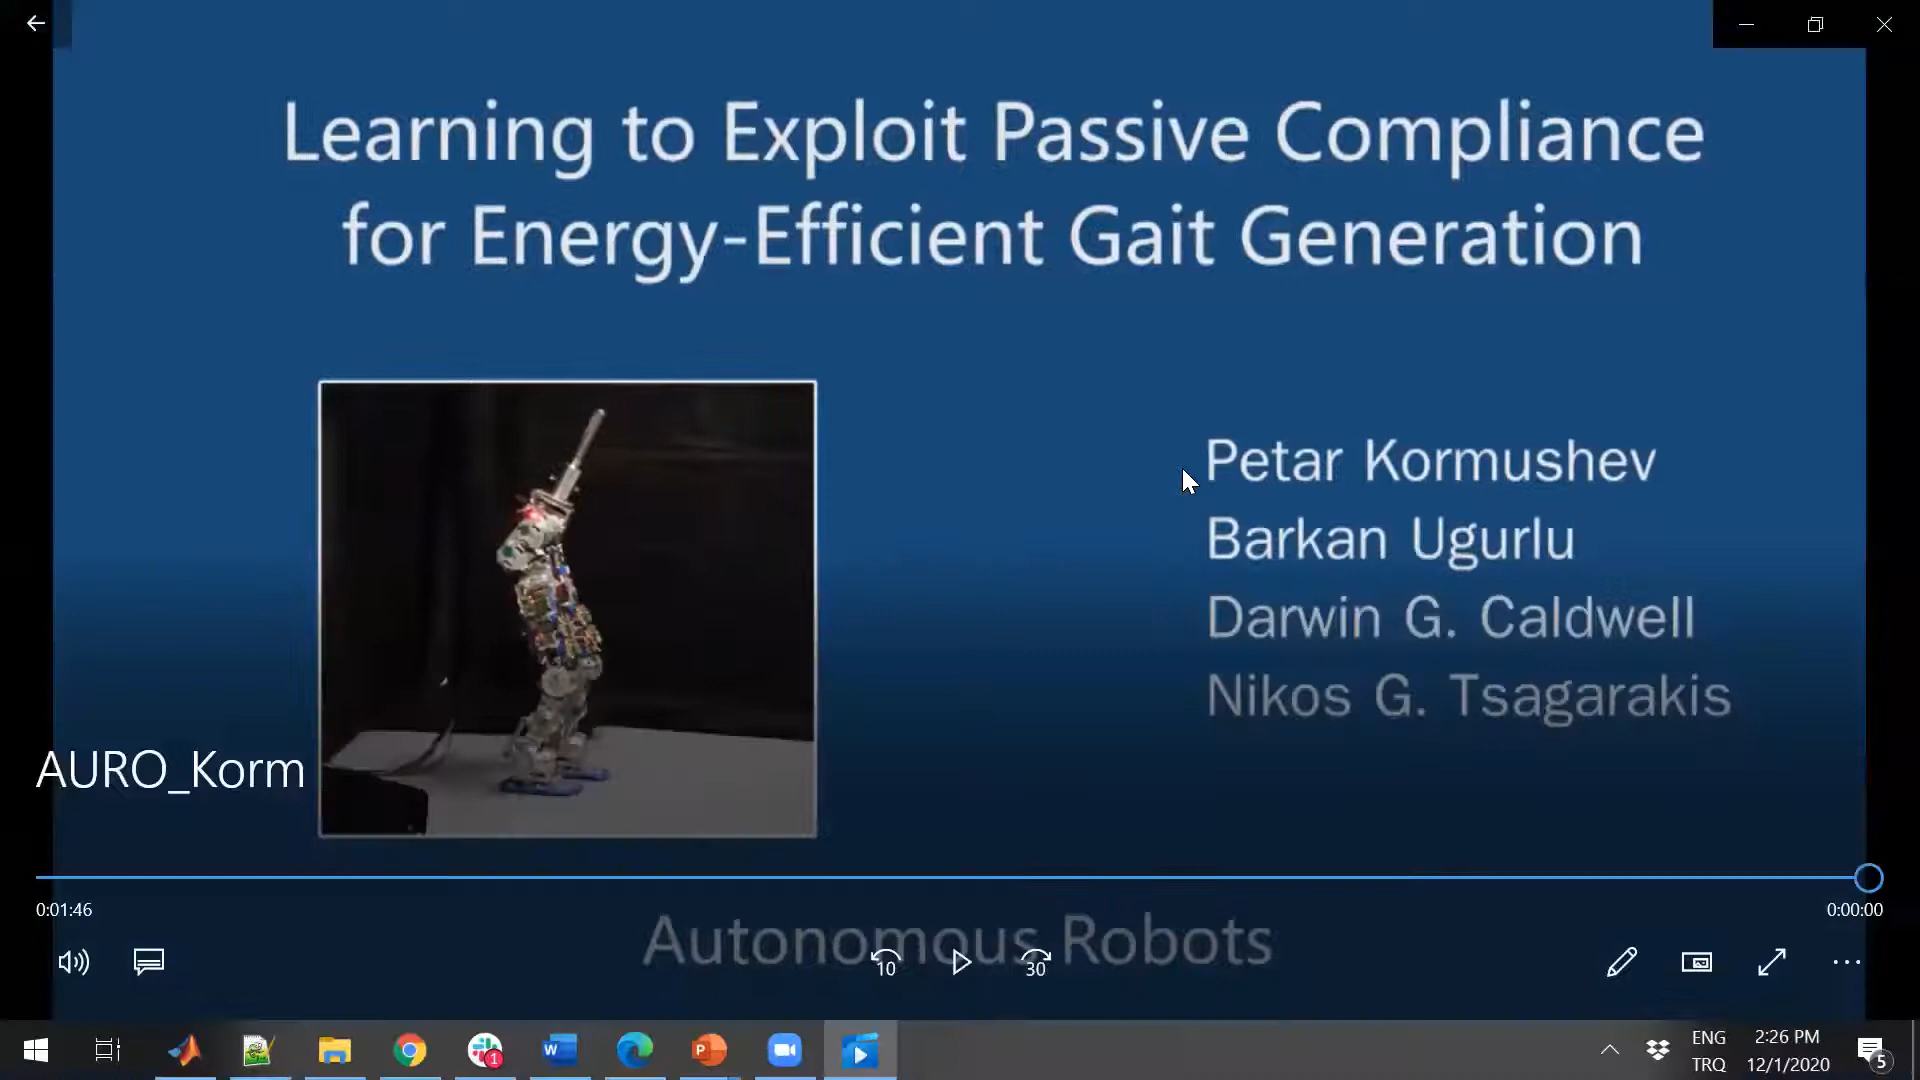 Learning to Exploit Passive Compliance
for Energy-Efficient Gait Generation
Petar Kormushev
Barkan Ugurlu
Darwin G. Caldwell
Nikos G. Tsagarakis
AURO_Korm
0:01:46
0:00:00
Autonomous Robots
10
30
1
W
P
ENG
TRQ
2:26 PM
12/1/2020
5